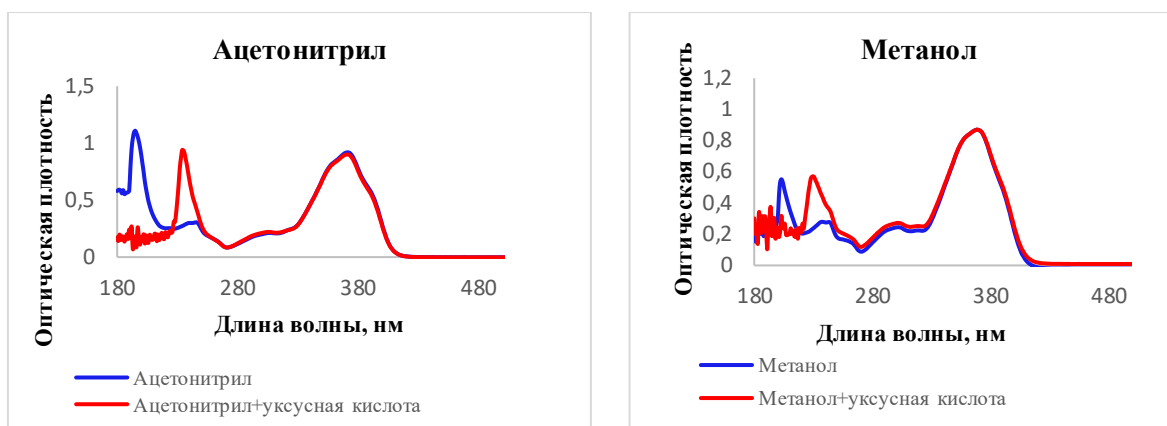 Ацетонитрил
Оптическая плотность
1,5
1
0,5
0
180 280 380 480
Длина волны, нм
Ацетонитрил
Ацетонитрил+уксусная кислота
Метанол
Оптическая плотность
1,2
1
0,8
0,6
0,4
0,2
0
180 280 380 480
Длина волны, нм
Метанол
Метанол+уксусная кислота